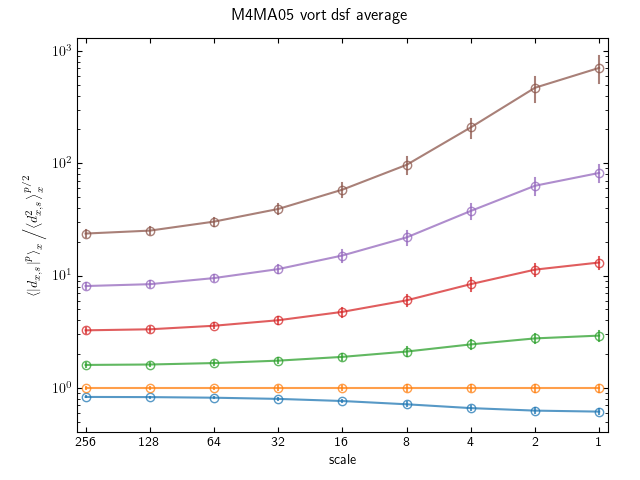 M4MA05 vort dsf average
⟨|d_{x,s}|^p⟩_x / ⟨d_{x,s}^2⟩_x^{p/2}
10^3
10^2
10^1
10^0
256 128 64 32 16 8 4 2 1
scale